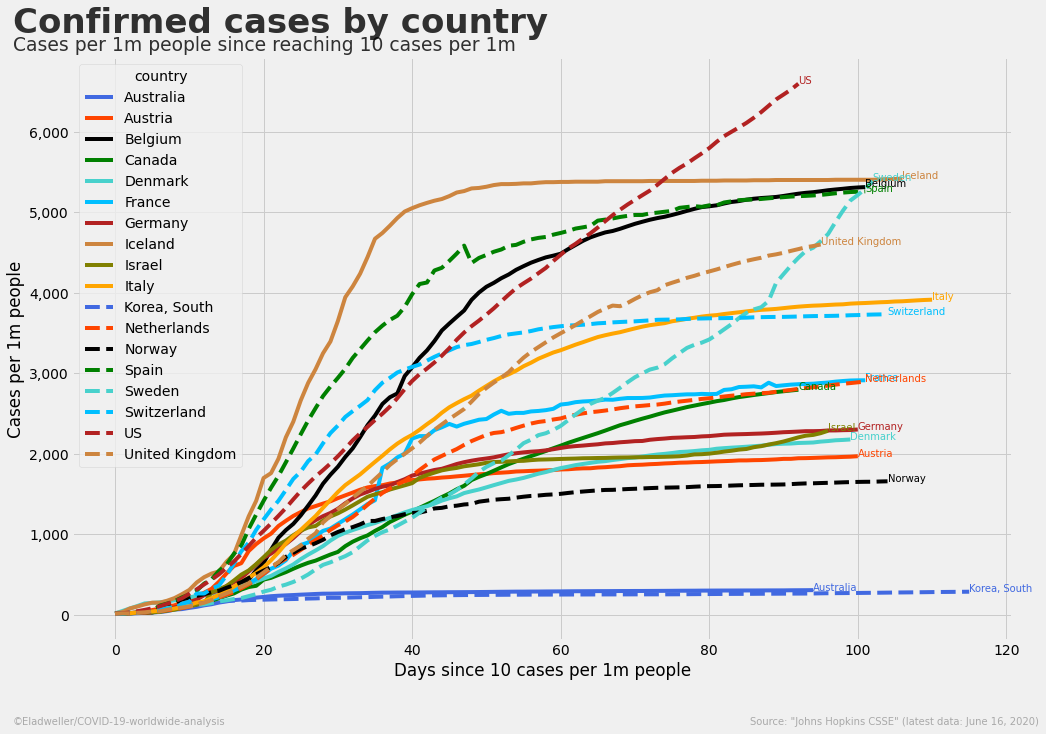 Confirmed cases by country
Cases per 1m people since reaching 10 cases per 1m
country
Australia
Austria
Belgium
Canada
Denmark
France
Germany
Iceland
Israel
Italy
Korea, South
Netherlands
Norway
Spain
Sweden
Switzerland
US
United Kingdom
Cases per 1m people
6,000
5,000
4,000
3,000
2,000
1,000
0
US
Sweden
Iceland
Belgium
Spain
United Kingdom
Italy
Switzerland
France
Netherlands
Canada
Israel
Germany
Denmark
Austria
Norway
Australia
Korea, South
0 20 40 60 80 100 120
Days since 10 cases per 1m people
©Eladweller/COVID-19-worldwide-analysis
Source: "Johns Hopkins CSSE" (latest data: June 16, 2020)